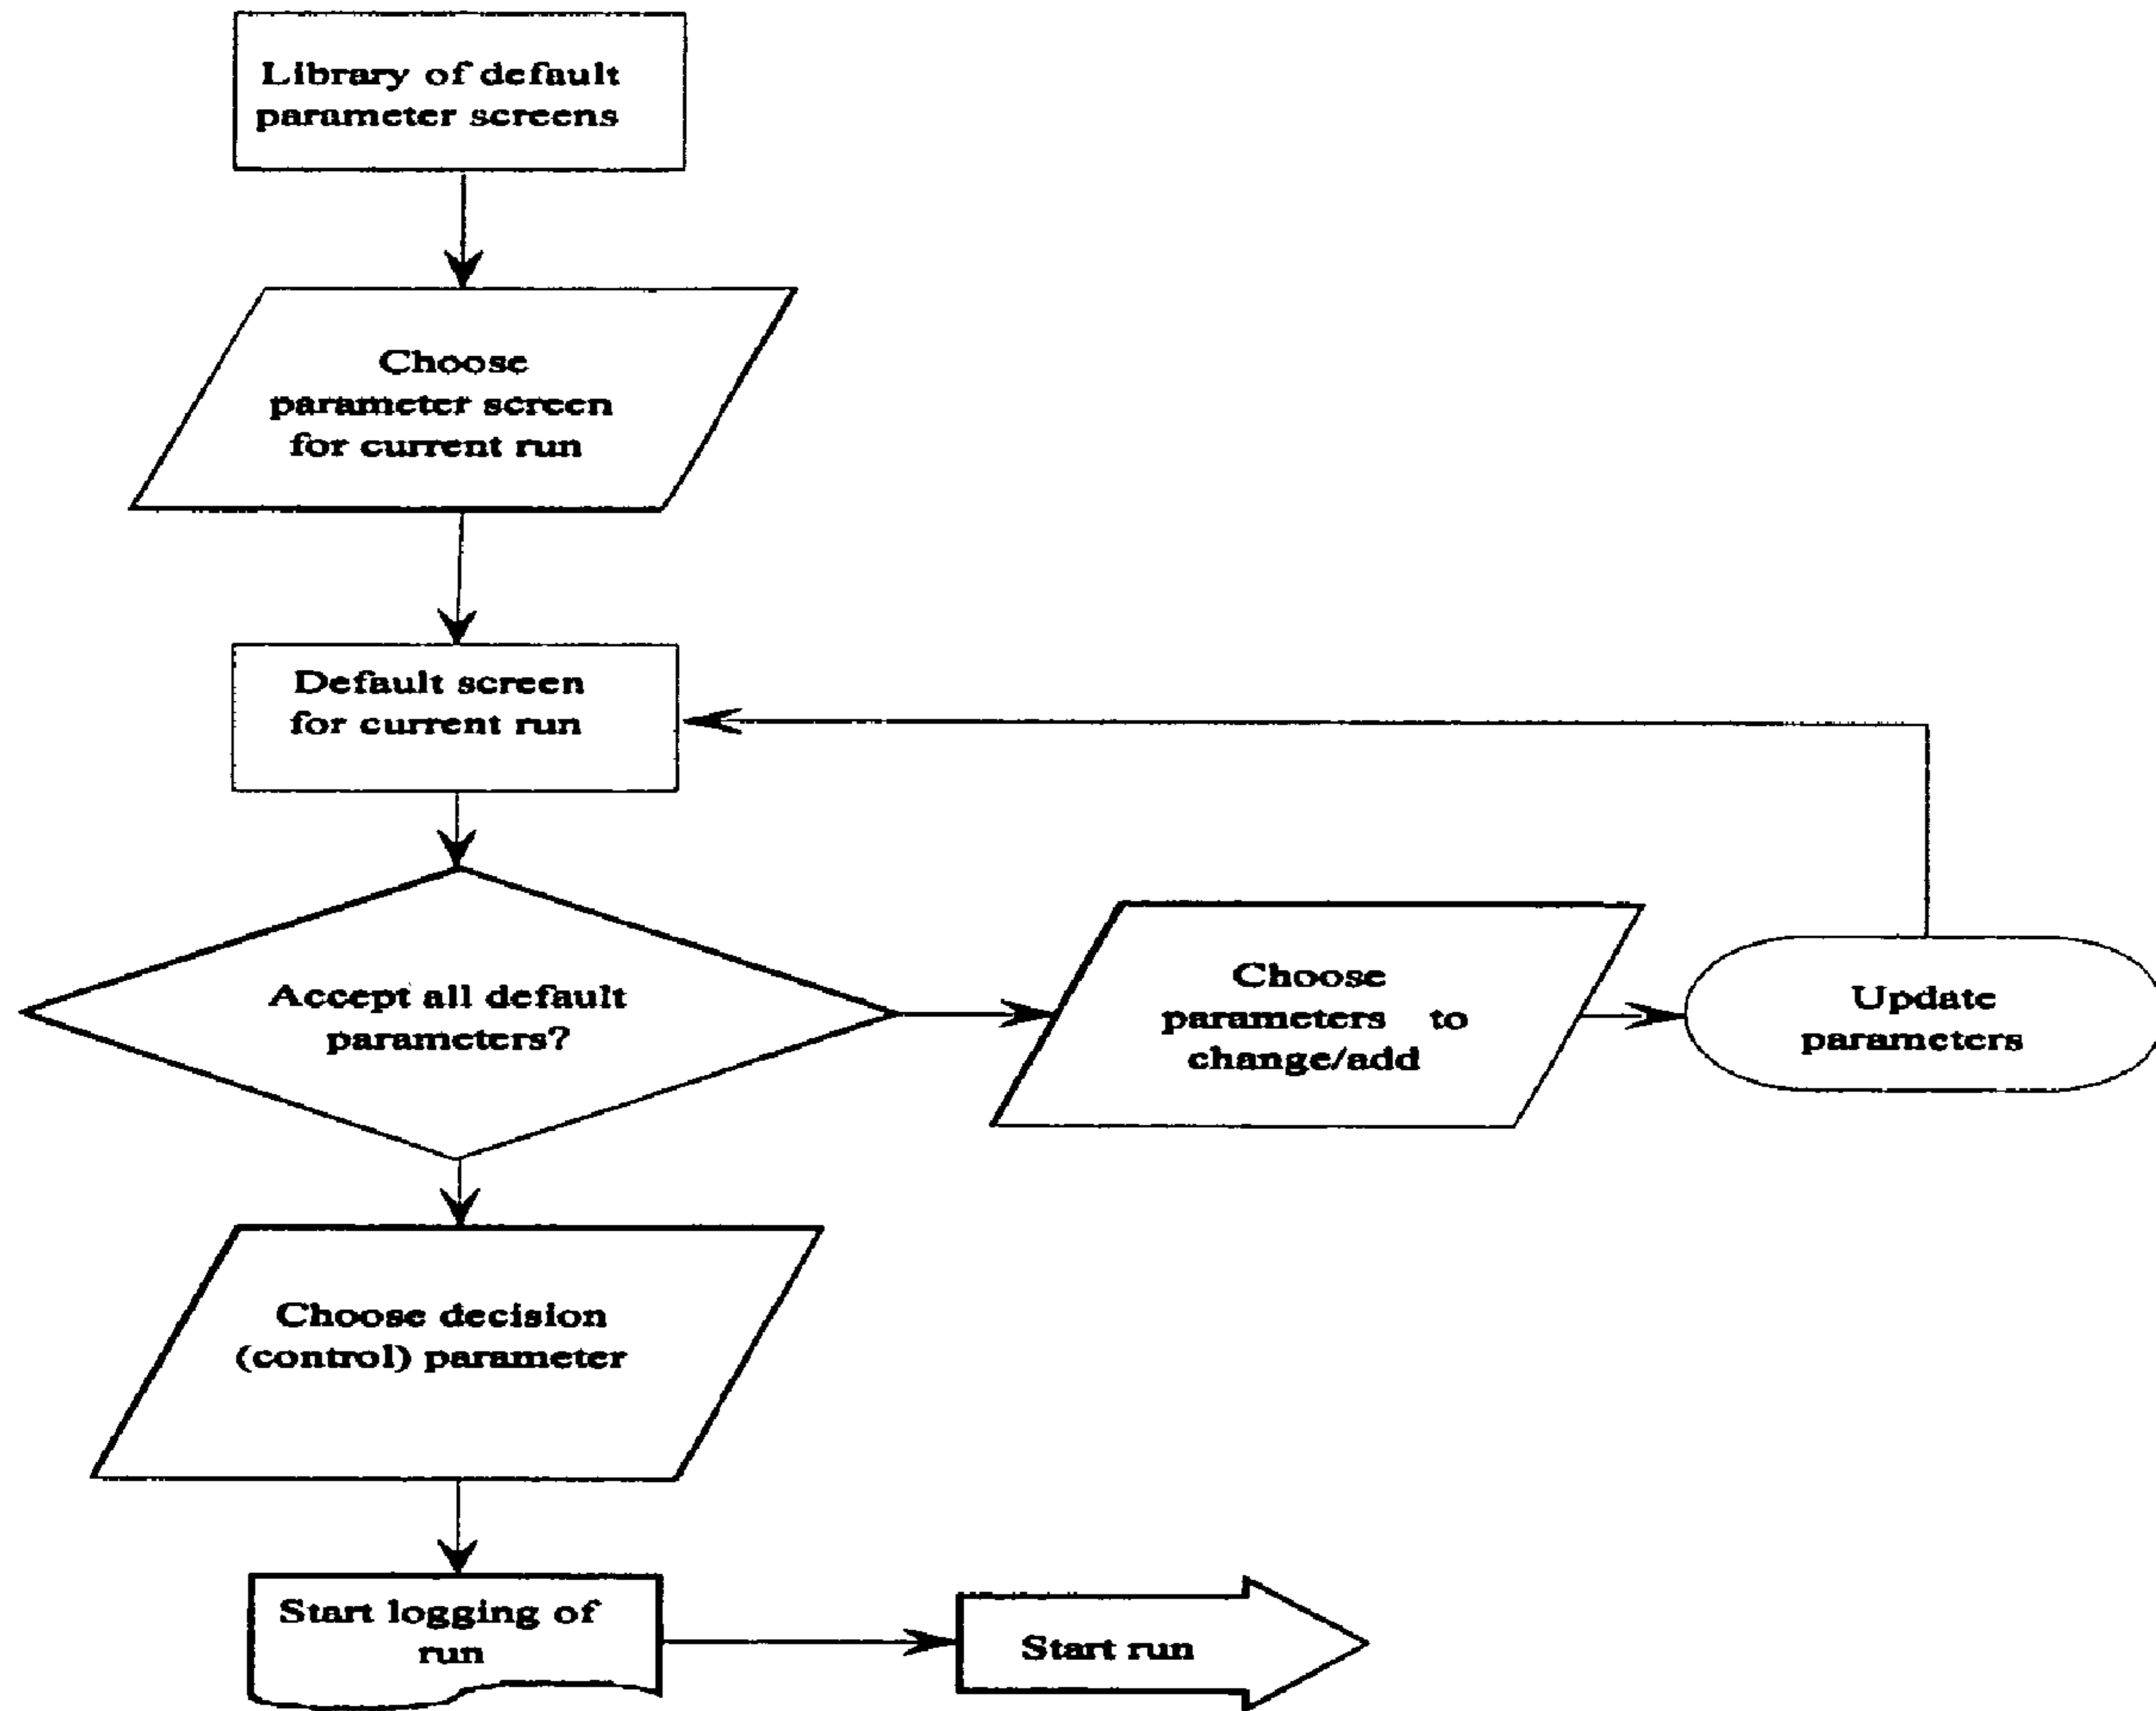 Library of default
parameter screens
Choose
parameter screen
for current run
Default screen
for current run
Accept all default
parameters?
Choose
parameters to
change/add
Update
parameters
Choose decision
(control) parameter
Start logging of
run
Start run